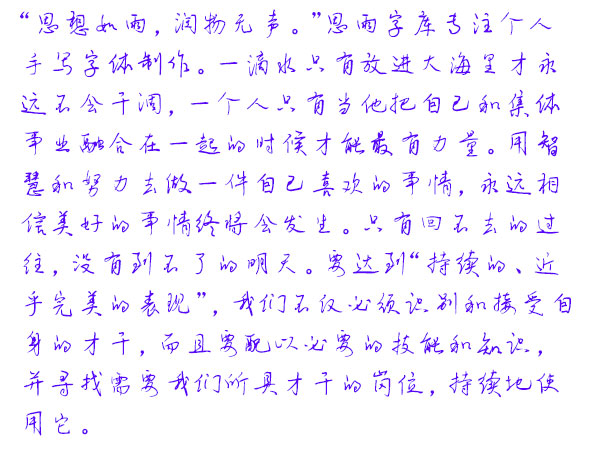 “思想如雨，润物无声。”思雨字库专注个人
手写字体制作。一滴水只有放进大海里才永
远不会干涸，一个人只有当他把自己和集体
事业融合在一起的时候才能最有力量。用智
慧和努力去做一件自己喜欢的事情，永远相
信美好的事情终将会发生。只有回不去的过
往，没有到不了的明天。要达到“持续的、近
乎完美的表现”，我们不仅必须识别和接受自
身的才干，而且要配以必要的技能和知识，
并寻找需要我们所具才干的岗位，持续地使
用它。